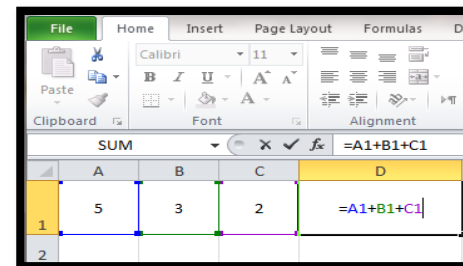 File Home Insert Page Layout Formulas
Calibri 11
Paste B I U A A
A
Clipboard Font Alignment
SUM fx =A1+B1+C1
A B C D
1 5 3 2 =A1+B1+C1
2